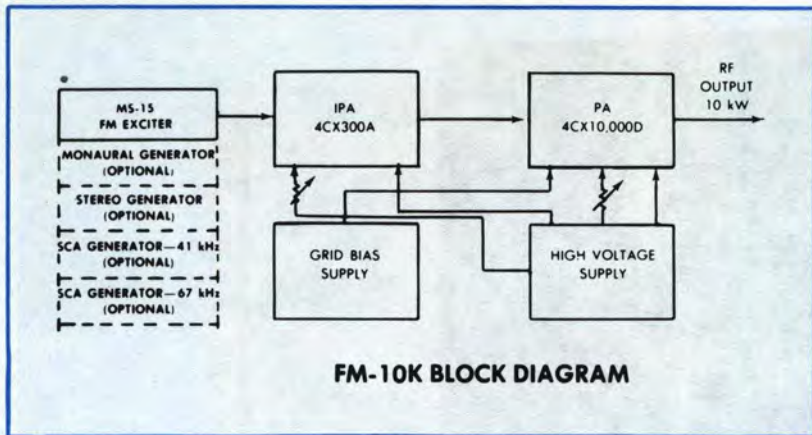 MS-15
FM EXCITER
MONAURAL GENERATOR
(OPTIONAL)
STEREO GENERATOR
(OPTIONAL)
SCA GENERATOR—41 kHz
(OPTIONAL)
SCA GENERATOR—67 kHz
(OPTIONAL)
IPA
4CX300A
PA
4CX10,000D
RF
OUTPUT
10 kW
GRID BIAS
SUPPLY
HIGH VOLTAGE
SUPPLY
FM-10K BLOCK DIAGRAM